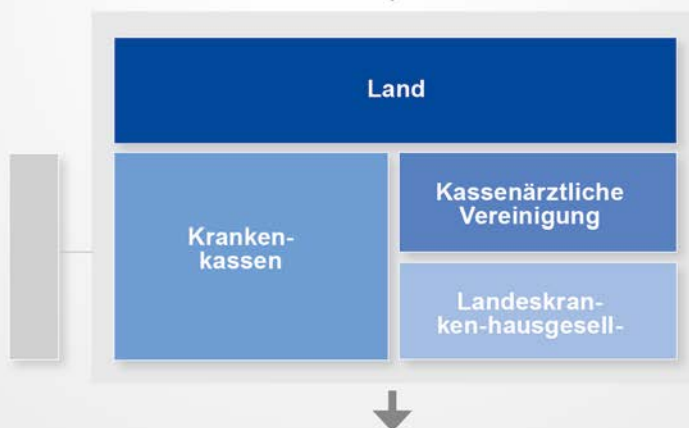 Land
Kranken-
kassen
Kassenärztliche
Vereinigung
Landeskran-
ken-hausgesell-